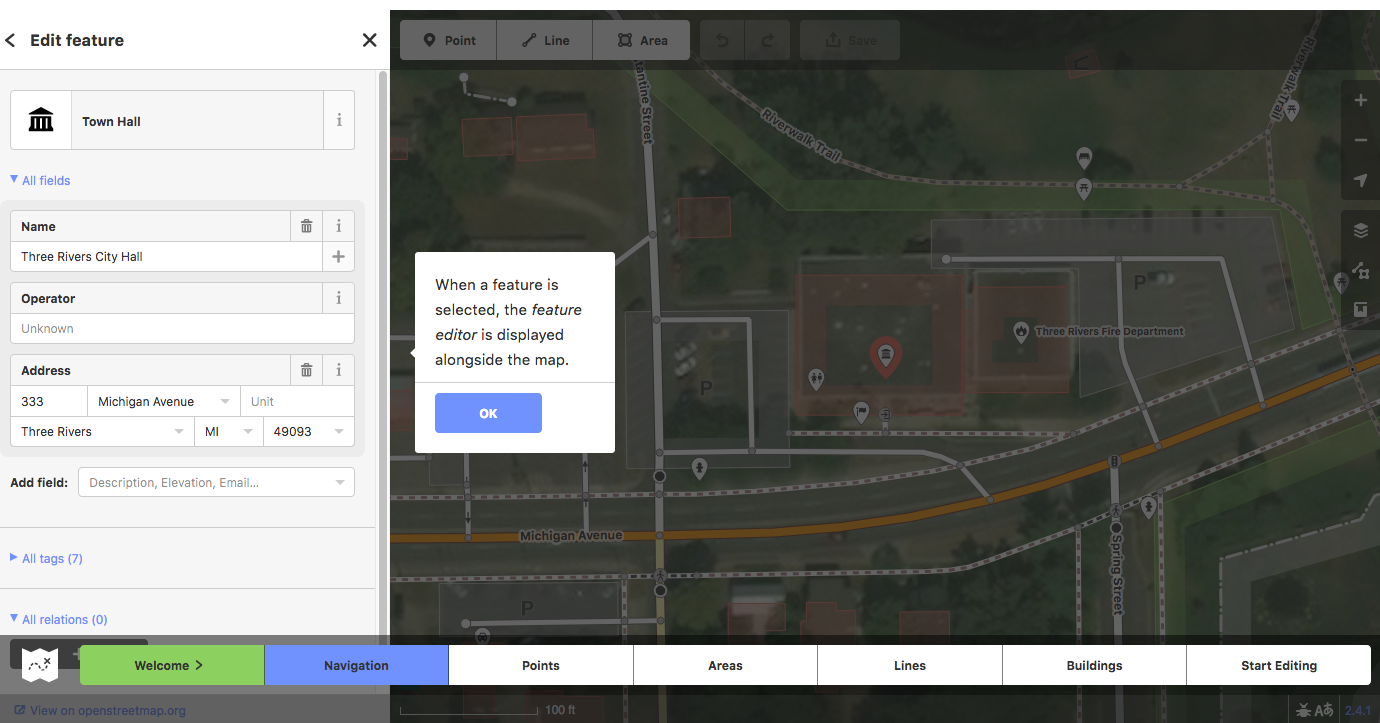 Edit feature
Town Hall
All fields
Name
Three Rivers City Hall
Operator
Unknown
Address
333 Michigan Avenue Unit
Three Rivers MI 49093
Add field: Description, Elevation, Email...
All tags (7)
All relations (0)
View on openstreetmap.org
Point Line Area Save
tantine Street
Riverwalk Trail
Riverwalk Trail
P
Three Rivers Fire Department
P
When a feature is
selected, the feature
editor is displayed
alongside the map.
OK
Michigan Avenue
Spring Street
P
Welcome Navigation Points Areas Lines Buildings Start Editing
100 ft
2.4.1